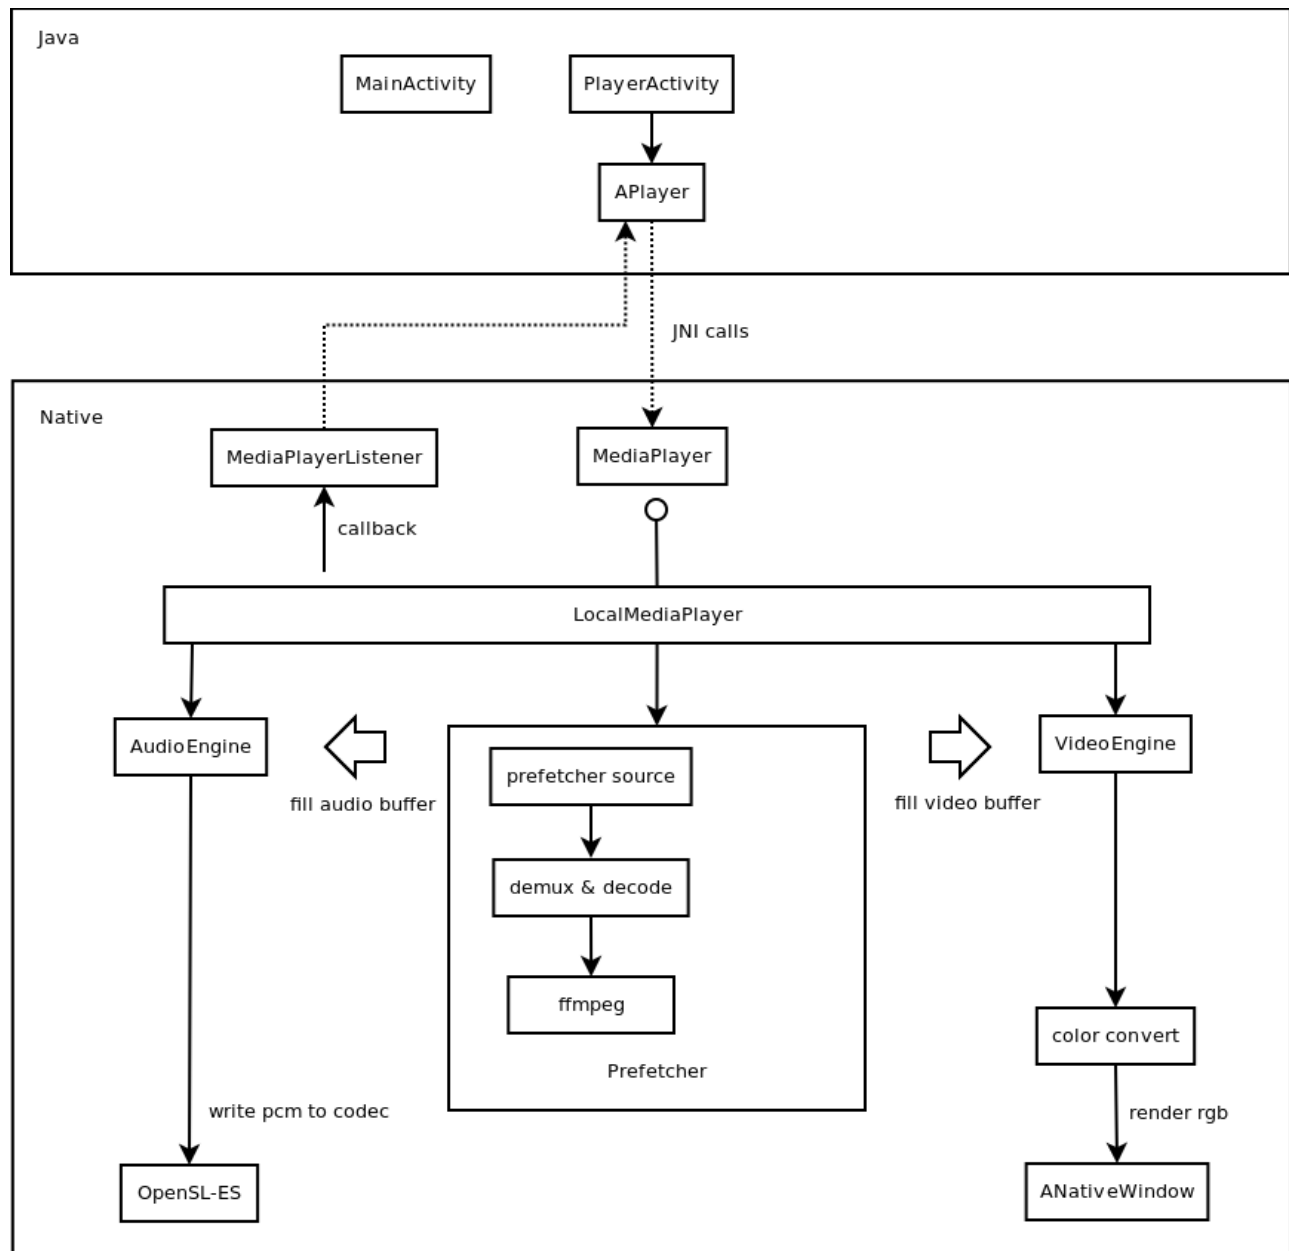 Java
MainActivity
PlayerActivity
APlayer
JNI calls
Native
MediaPlayerListener
MediaPlayer
callback
LocalMediaPlayer
AudioEngine
prefetcher source
VideoEngine
fill audio buffer
fill video buffer
demux & decode
ffmpeg
color convert
Prefetcher
write pcm to codec
render rgb
OpenSL-ES
ANativeWindow